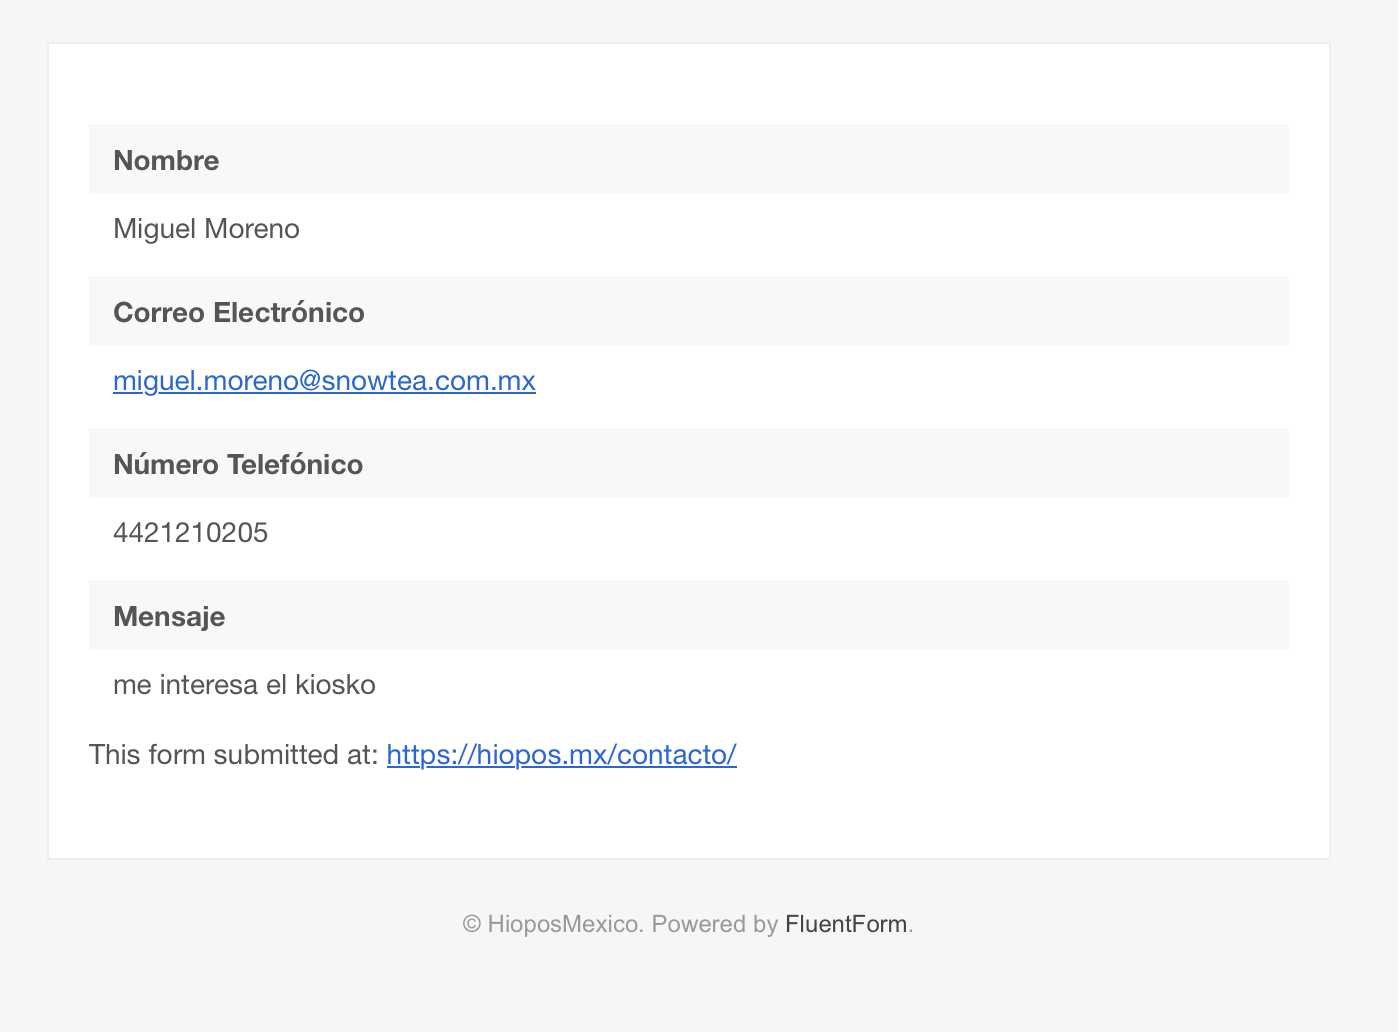 Nombre
Miguel Moreno
Correo Electrónico
miguel.moreno@snowtea.com.mx
Número Telefónico
4421210205
Mensaje
me interesa el kiosko
This form submitted at: https://hiopos.mx/contacto/
© HioposMexico. Powered by FluentForm.